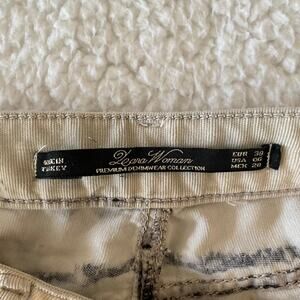 MADE IN
TURKEY
Zara Woman
PREMIUM DENIMWEAR COLLECTION
EUR 38
USA 06
MEX 28